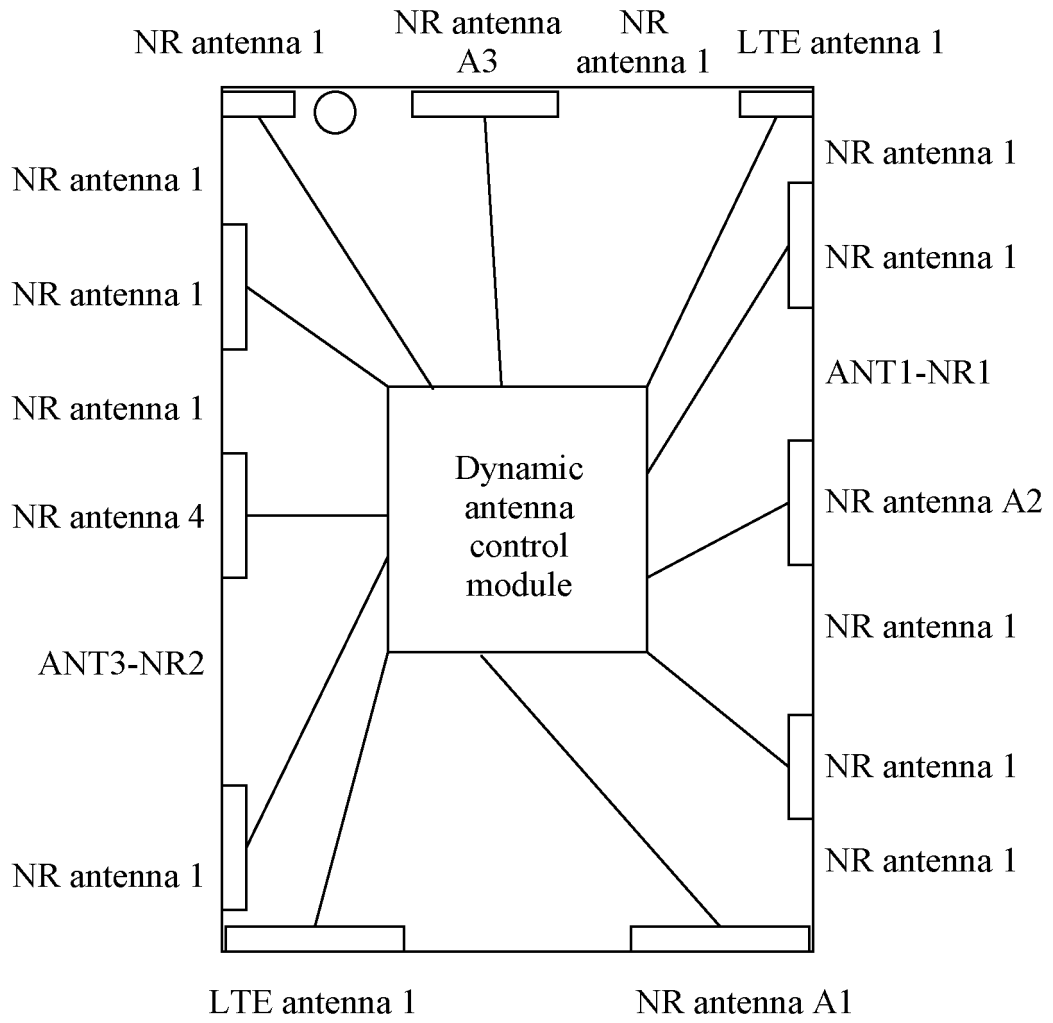 NR antenna 1
NR antenna
A3
NR
antenna 1
LTE antenna 1
NR antenna 1
NR antenna 1
NR antenna 1
NR antenna 1
ANT1-NR1
NR antenna 1
Dynamic
antenna
control
module
NR antenna 4
NR antenna A2
NR antenna 1
ANT3-NR2
NR antenna 1
NR antenna 1
NR antenna 1
LTE antenna 1
NR antenna A1